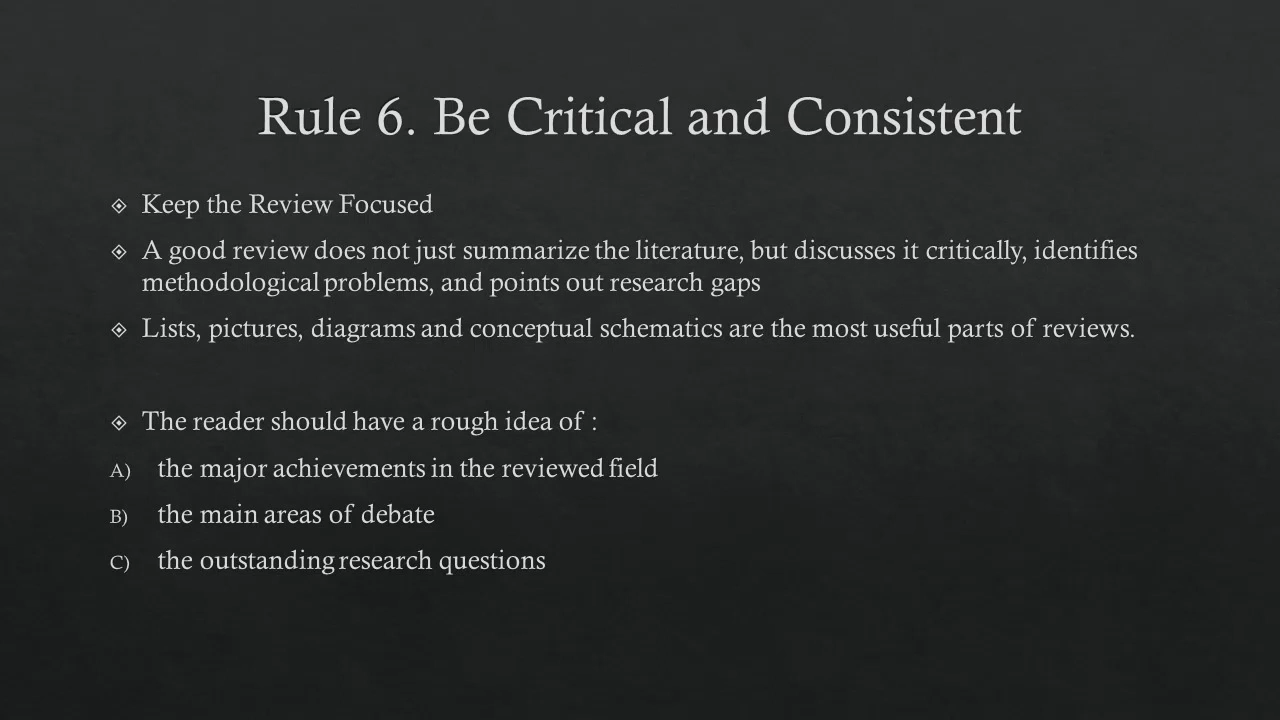 Rule 6. Be Critical and Consistent
Keep the Review Focused
A good review does not just summarize the literature, but discusses it critically, identifies
methodological problems, and points out research gaps
Lists, pictures, diagrams and conceptual schematics are the most useful parts of reviews.
The reader should have a rough idea of :
A) the major achievements in the reviewed field
B) the main areas of debate
C) the outstanding research questions